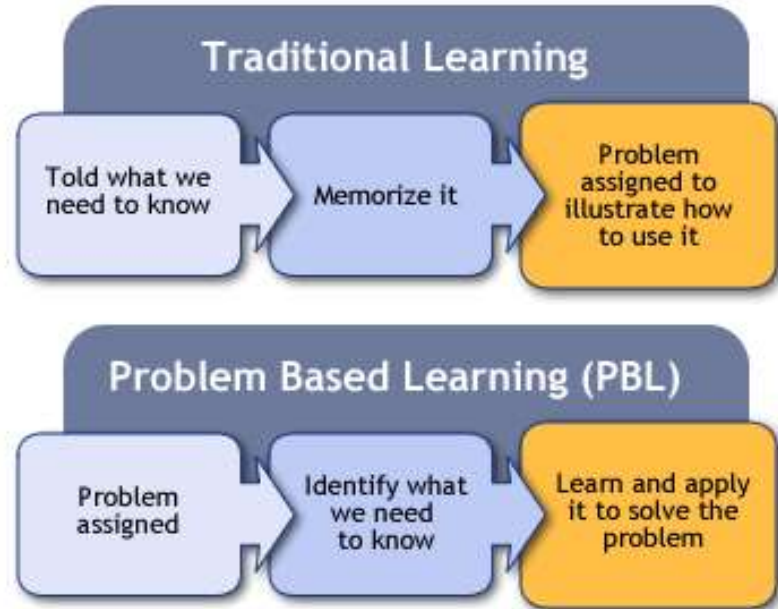 Traditional Learning
Told what we
need to know
Memorize it
Problem
assigned to
illustrate how
to use it
Problem Based Learning (PBL)
Problem
assigned
Identify what
we need
to know
Learn and apply
it to solve the
problem